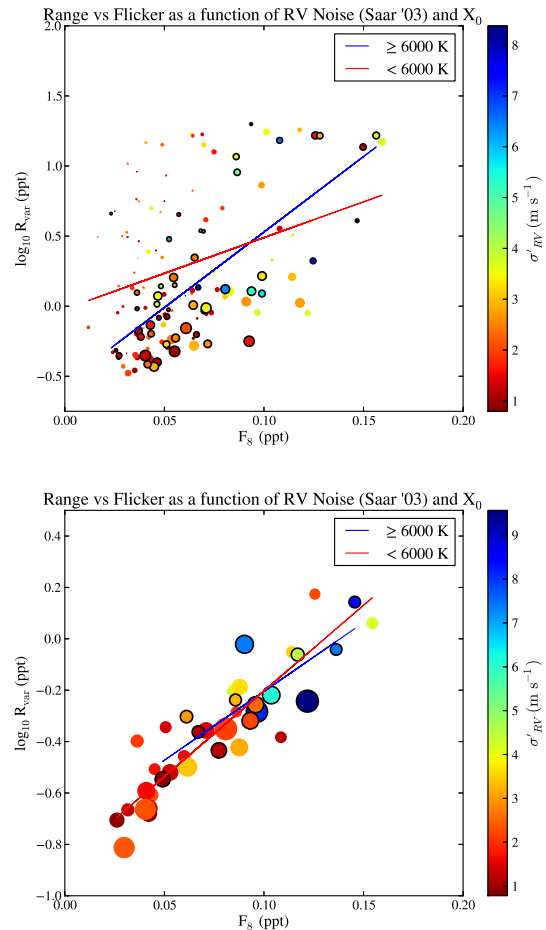 Range vs Flicker as a function of RV Noise (Saar '03) and X0
≥ 6000 K
< 6000 K
log10 Rvar (ppt)
2.0
1.5
1.0
0.5
0.0
−0.5
0.00 0.05 0.10 0.15 0.20
F8 (ppt)
8
7
6
5
4
3
2
1
σ′RV (m s−1)
Range vs Flicker as a function of RV Noise (Saar '03) and X0
≥ 6000 K
< 6000 K
log10 Rvar (ppt)
0.4
0.2
0.0
−0.2
−0.4
−0.6
−0.8
−1.0
0.00 0.05 0.10 0.15 0.20
F8 (ppt)
9
8
7
6
5
4
3
2
1
σ′RV (m s−1)